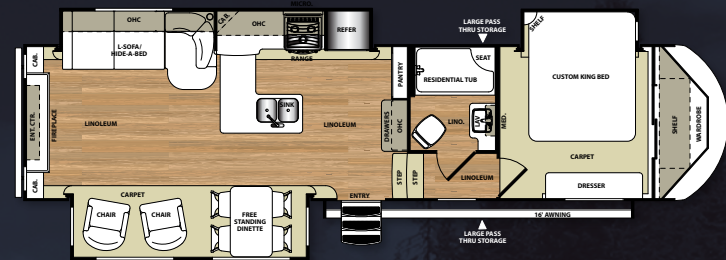 MICRO.
OHC
CAB.
OHC
REFER
RANGE
LARGE PASS
THRU STORAGE
SHELF
CAB.
L-SOFA/
HIDE-A-BED
PANTRY
SEAT
RESIDENTIAL TUB
CUSTOM KING BED
ENT. CTR.
FIREPLACE
LINOLEUM
SINK
LINOLEUM
DRAWERS
OHC
LINO.
LAV
MED.
SHELF
WARDROBE
CARPET
CAB.
CARPET
STEP
STEP
LINOLEUM
DRESSER
ENTRY
CHAIR
CHAIR
FREE
STANDING
DINETTE
16' AWNING
LARGE PASS
THRU STORAGE